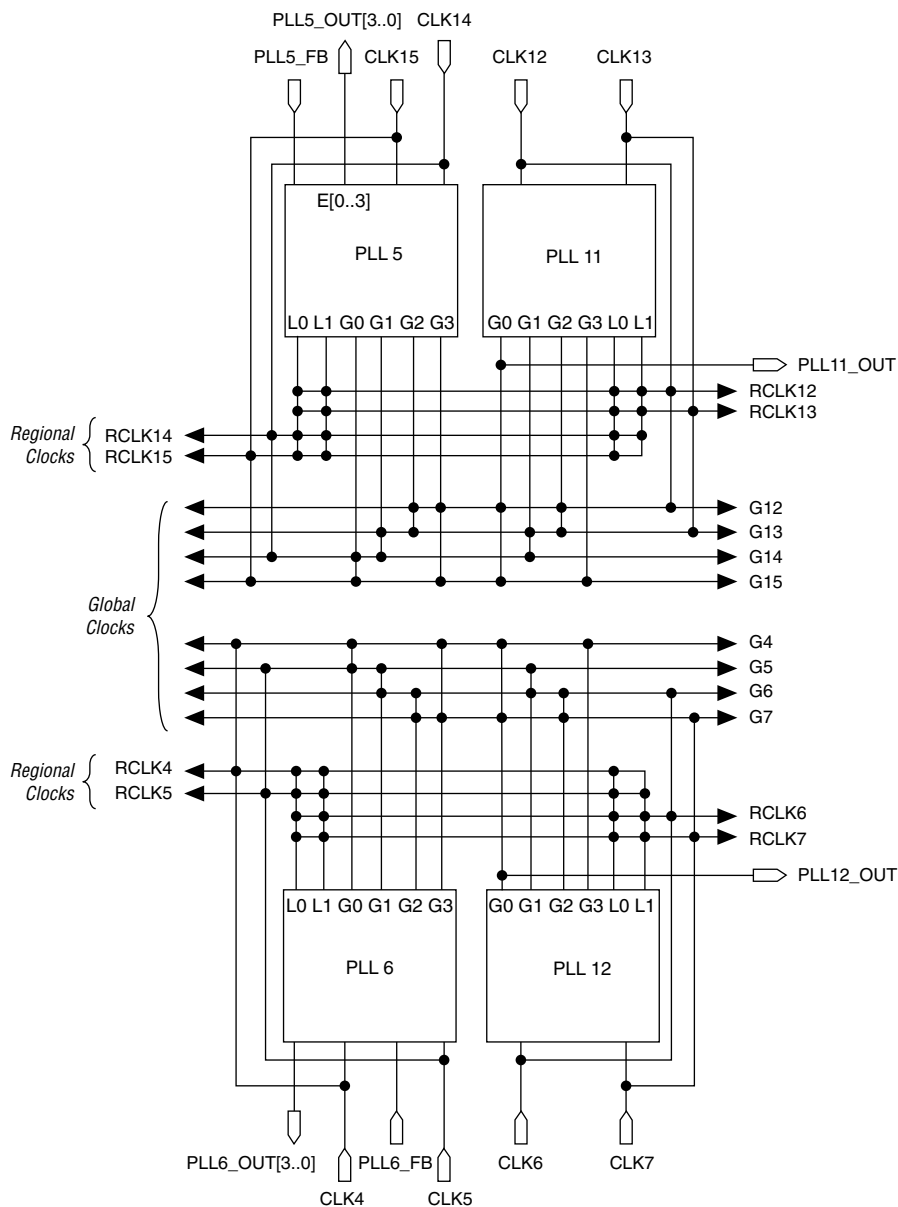 PLL5_OUT[3..0] CLK14
PLL5_FB CLK15 CLK12 CLK13
E[0..3]
PLL 5 PLL 11
L0 L1 G0 G1 G2 G3 G0 G1 G2 G3 L0 L1
PLL11_OUT
RCLK12
RCLK13
Regional
Clocks
RCLK14
RCLK15
G12
G13
G14
G15
Global
Clocks
G4
G5
G6
G7
Regional
Clocks
RCLK4
RCLK5
RCLK6
RCLK7
PLL12_OUT
L0 L1 G0 G1 G2 G3 G0 G1 G2 G3 L0 L1
PLL 6 PLL 12
PLL6_OUT[3..0] PLL6_FB CLK6 CLK7
CLK4 CLK5